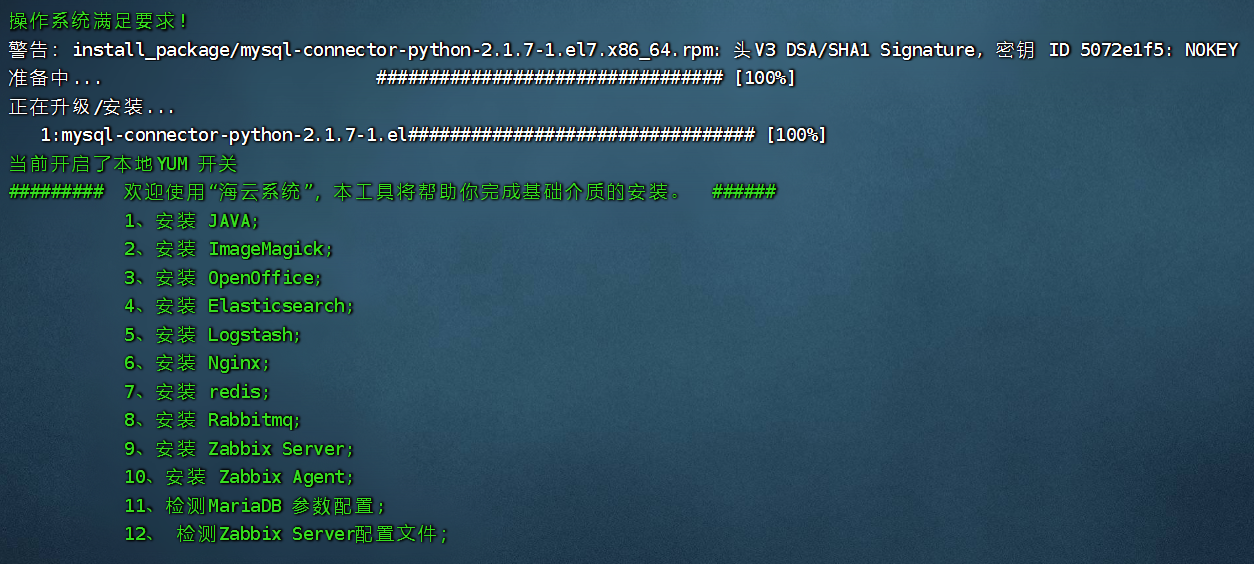 操作系统满足要求！
警告：install_package/mysql-connector-python-2.1.7-1.el7.x86_64.rpm: 头V3 DSA/SHA1 Signature, 密钥 ID 5072e1f5: NOKEY
准备中...                          ################################# [100%]
正在升级/安装...
   1:mysql-connector-python-2.1.7-1.el################################# [100%]
当前开启了本地YUM 开关
#########  欢迎使用“海云系统”，本工具将帮助你完成基础介质的安装。  ######
1、安装 JAVA;
2、安装 ImageMagick;
3、安装 OpenOffice;
4、安装 Elasticsearch;
5、安装 Logstash;
6、安装 Nginx;
7、安装 redis;
8、安装 Rabbitmq;
9、安装 Zabbix Server;
10、安装 Zabbix Agent;
11、检测MariaDB 参数配置;
12、 检测Zabbix Server配置文件;